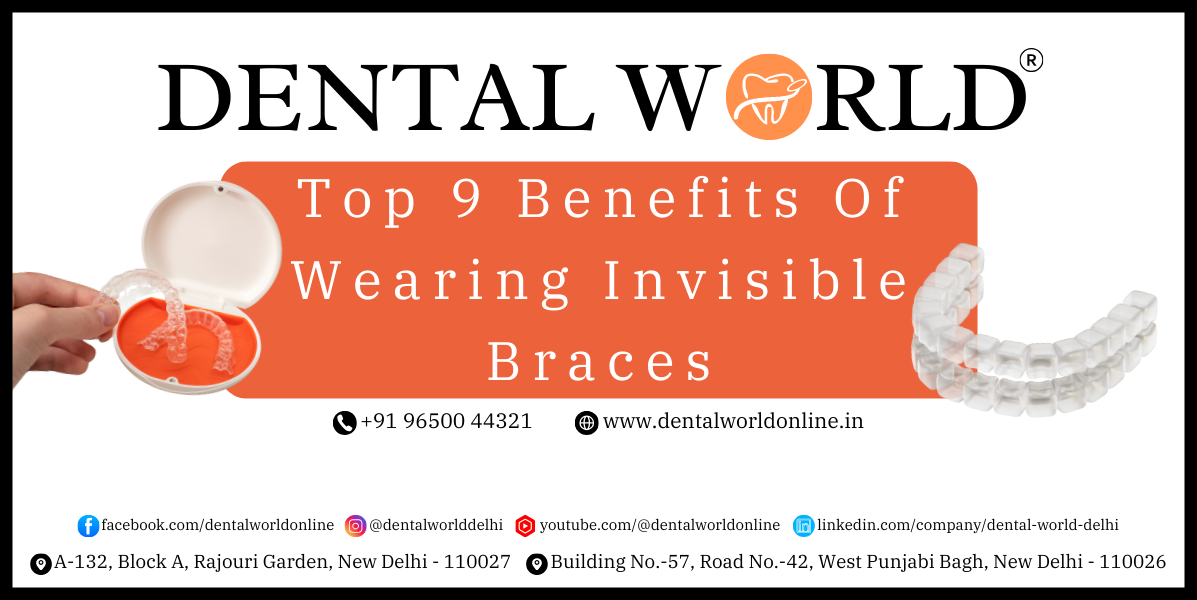 DENTAL WORLD®
Top 9 Benefits Of
Wearing Invisible
Braces
+91 96500 44321 www.dentalworldonline.in
facebook.com/dentalworldonline @dentalworlddelhi youtube.com/@dentalworldonline linkedin.com/company/dental-world-delhi
A-132, Block A, Rajouri Garden, New Delhi - 110027 Building No.-57, Road No.-42, West Punjabi Bagh, New Delhi - 110026